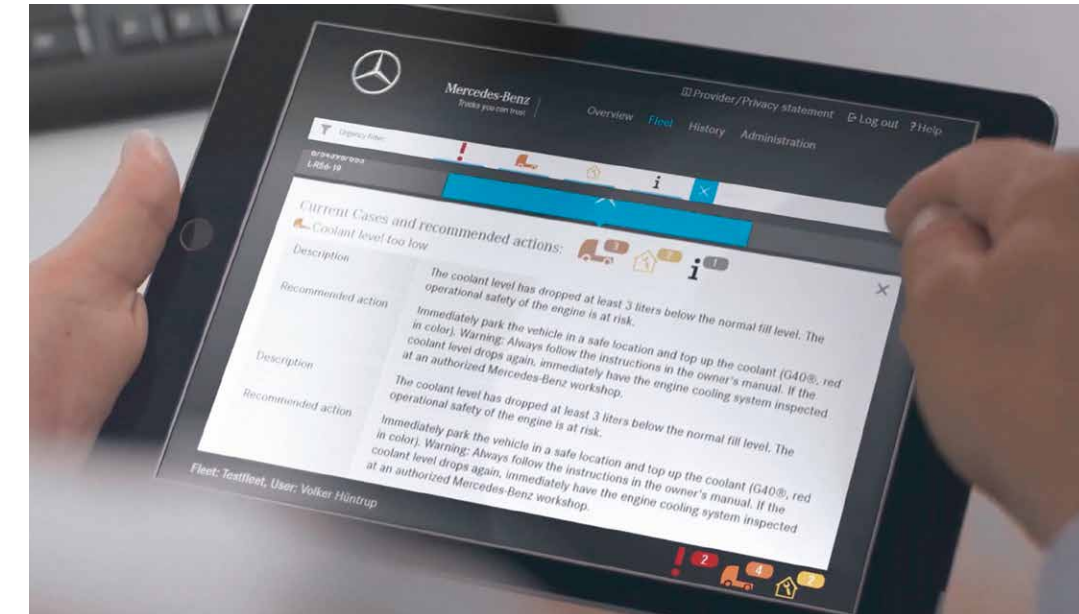 Mercedes-Benz
Trucks you can trust
Provider/Privacy statement
Log out
?Help
Overview Fleet History Administration
Urgency Filter
L-RS6-19
Current Cases and recommended actions: 3 2 1
Coolant level too low
Description
The coolant level has dropped at least 3 liters below the normal fill level. The
operational safety of the engine is at risk.
Recommended action
Immediately park the vehicle in a safe location and top up the coolant (G40®, red
in color). Warning: Always follow the instructions in the owner's manual. If the
coolant level drops again, immediately have the engine cooling system inspected
at an authorized Mercedes-Benz workshop.
Description
The coolant level has dropped at least 3 liters below the normal fill level. The
operational safety of the engine is at risk.
Recommended action
Immediately park the vehicle in a safe location and top up the coolant (G40®, red
in color). Warning: Always follow the instructions in the owner's manual. If the
coolant level drops again, immediately have the engine cooling system inspected
at an authorized Mercedes-Benz workshop.
Fleet: Testfleet, User: Volker Hüntrup
2 4 2